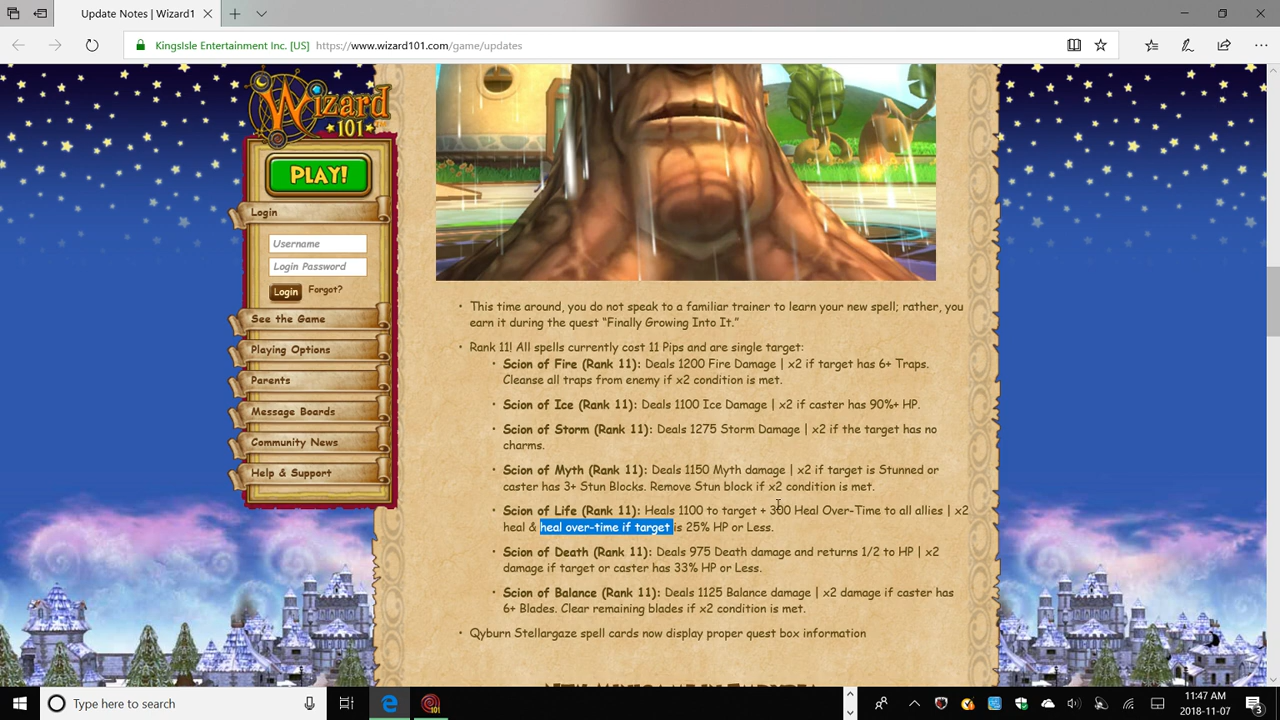 Update Notes | Wizard1
KingsIsle Entertainment Inc. [US]
https://www.wizard101.com/game/updates
Wizard
101
PLAY!
Login
Username
Login Password
Login
Forgot?
See the Game
Playing Options
Parents
Message Boards
Community News
Help & Support
• This time around, you do not speak to a familiar trainer to learn your new spell; rather, you
earn it during the quest “Finally Growing Into It.”
• Rank 11! All spells currently cost 11 Pips and are single target:
• Scion of Fire (Rank 11): Deals 1200 Fire Damage | x2 if target has 6+ Traps.
Cleanse all traps from enemy if x2 condition is met.
• Scion of Ice (Rank 11): Deals 1100 Ice Damage | x2 if caster has 90%+ HP.
• Scion of Storm (Rank 11): Deals 1275 Storm Damage | x2 if the target has no
charms.
• Scion of Myth (Rank 11): Deals 1150 Myth damage | x2 if target is Stunned or
caster has 3+ Stun Blocks. Remove Stun block if x2 condition is met.
• Scion of Life (Rank 11): Heals 1100 to target + 300 Heal Over-Time to all allies | x2
heal & heal over-time if target is 25% HP or Less.
• Scion of Death (Rank 11): Deals 975 Death damage and returns 1/2 to HP | x2
damage if target or caster has 33% HP or Less.
• Scion of Balance (Rank 11): Deals 1125 Balance damage | x2 damage if caster has
6+ Blades. Clear remaining blades if x2 condition is met.
• Qyburn Stellargaze spell cards now display proper quest box information
Type here to search
11:47 AM
2018-11-07
3